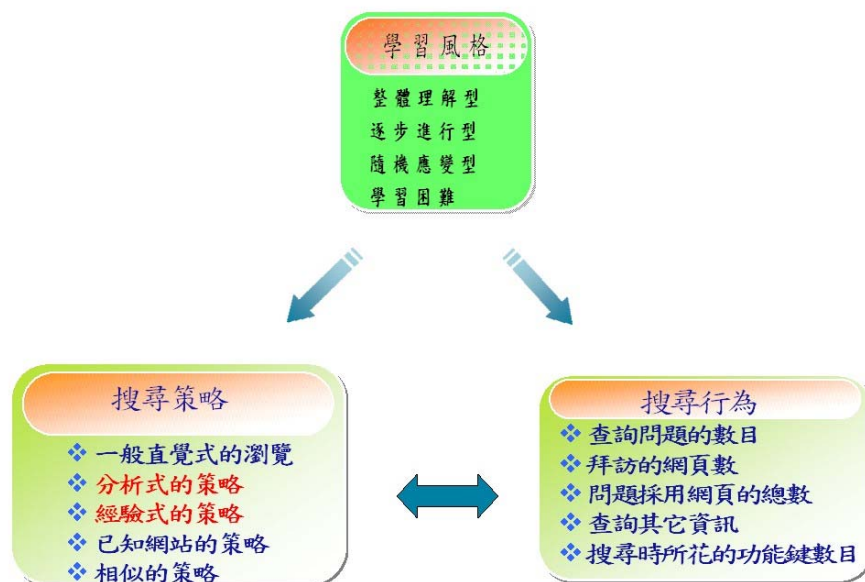 學習風格
整體理解型
逐步進行型
隨機應變型
學習困難
搜尋策略
一般直覺式的瀏覽
分析式的策略
經驗式的策略
已知網站的策略
相似的策略
搜尋行為
查詢問題的數目
拜訪的網頁數
問題採用網頁的總數
查詢其它資訊
搜尋時所花的功能鍵數目